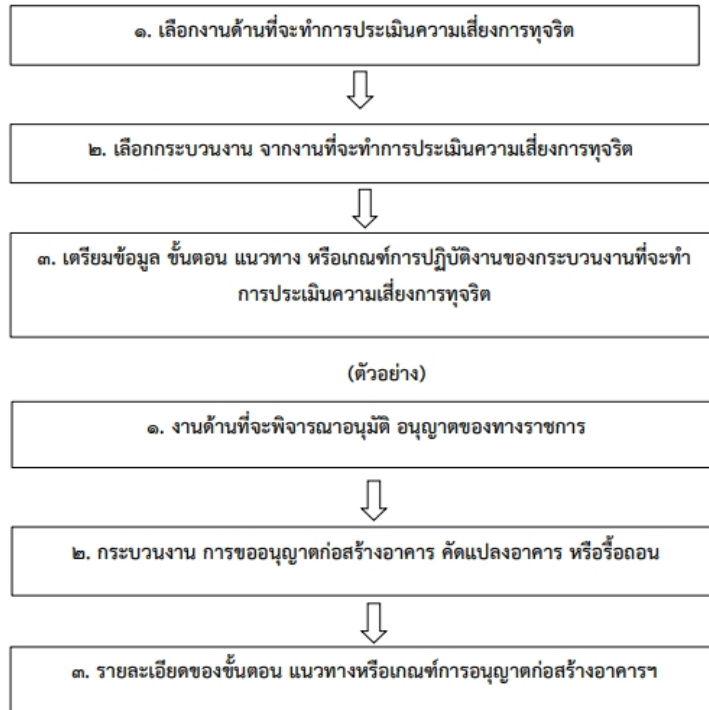 ๑. เลือกงานด้านที่จะทำการประเมินความเสี่ยงการทุจริต
๒. เลือกกระบวนงาน จากงานที่จะทำการประเมินความเสี่ยงการทุจริต
๓. เตรียมข้อมูล ขั้นตอน แนวทาง หรือเกณฑ์การปฏิบัติงานของกระบวนงานที่จะทำ
การประเมินความเสี่ยงการทุจริต
(ตัวอย่าง)
๑. งานด้านที่จะพิจารณาอนุมัติ อนุญาตของทางราชการ
๒. กระบวนงาน การขออนุญาตก่อสร้างอาคาร คัดแปลงอาคาร หรือรื้อถอน
๓. รายละเอียดของขั้นตอน แนวทางหรือเกณฑ์การอนุญาตก่อสร้างอาคารฯ